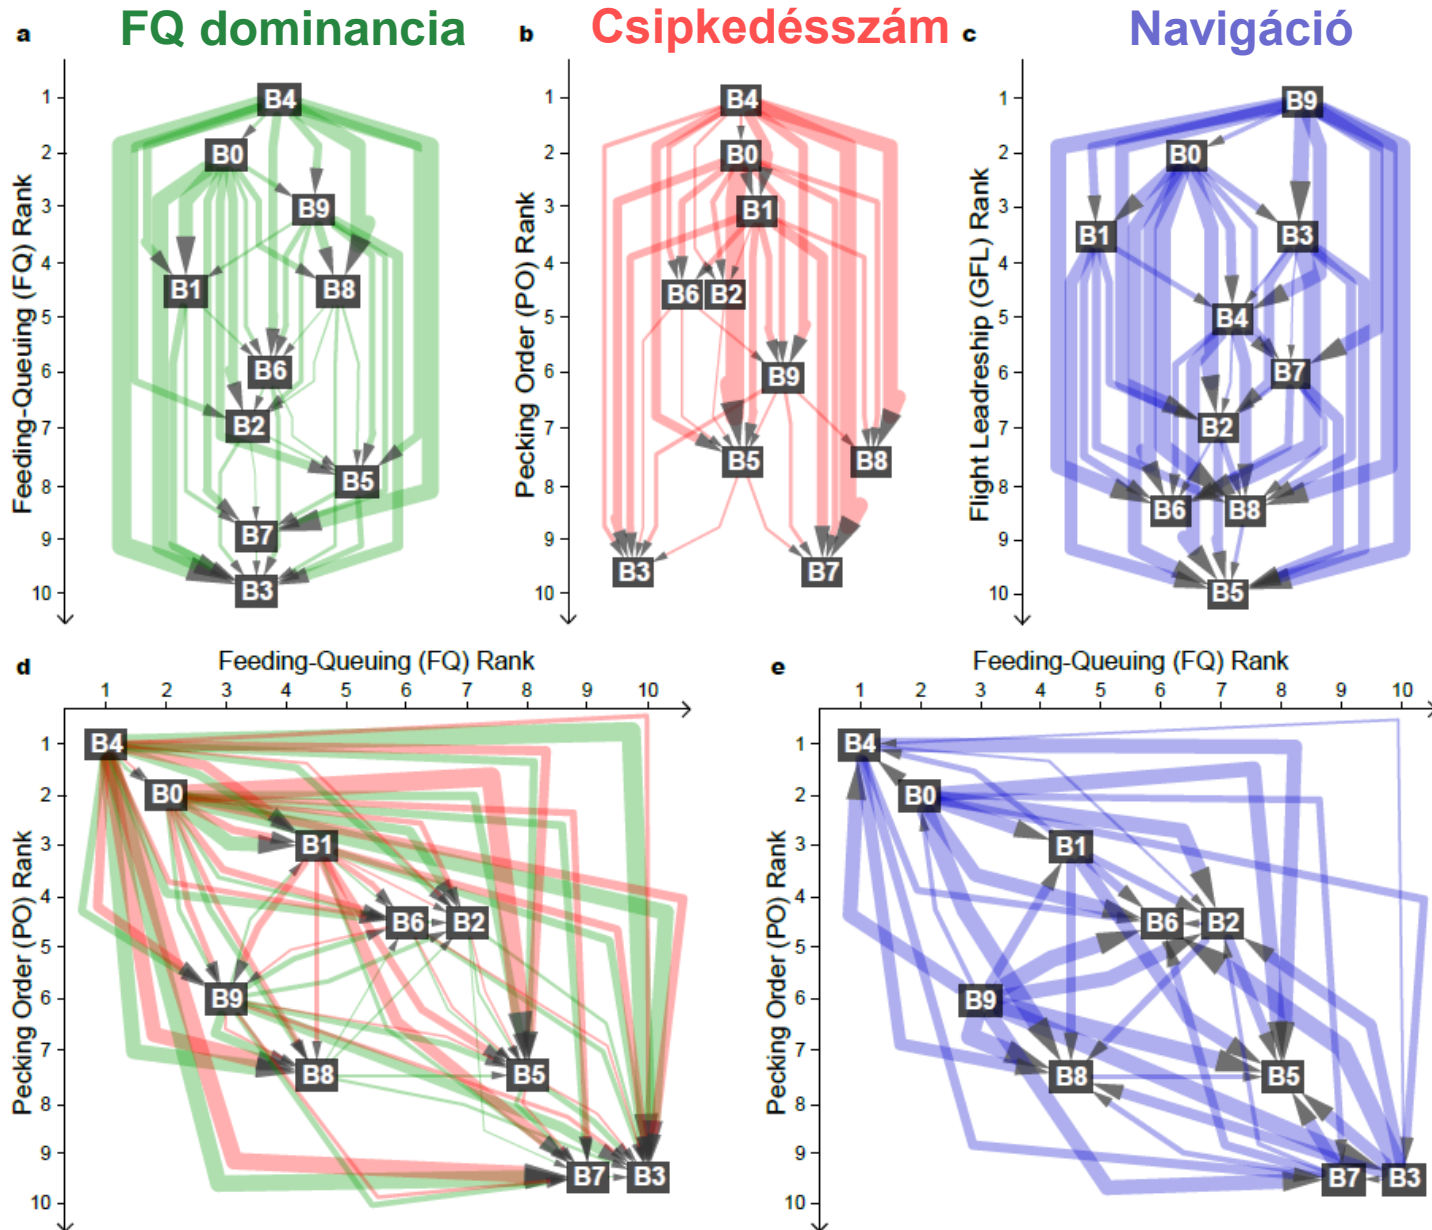 a FQ dominancia
b Csipkedésszám
c Navigáció
Feeding-Queuing (FQ) Rank
1
2
3
4
5
6
7
8
9
10
B4
B0
B9
B1
B8
B6
B2
B5
B7
B3
Pecking Order (PO) Rank
1
2
3
4
5
6
7
8
9
10
B4
B0
B1
B6
B2
B9
B5
B8
B3
B7
Flight Leadreship (GFL) Rank
1
2
3
4
5
6
7
8
9
10
B9
B0
B1
B3
B4
B7
B2
B6
B8
B5
d
Feeding-Queuing (FQ) Rank
1 2 3 4 5 6 7 8 9 10
Pecking Order (PO) Rank
1
2
3
4
5
6
7
8
9
10
B4
B0
B1
B6 B2
B9
B8
B5
B7 B3
e
Feeding-Queuing (FQ) Rank
1 2 3 4 5 6 7 8 9 10
Pecking Order (PO) Rank
1
2
3
4
5
6
7
8
9
10
B4
B0
B1
B6 B2
B9
B8
B5
B7 B3